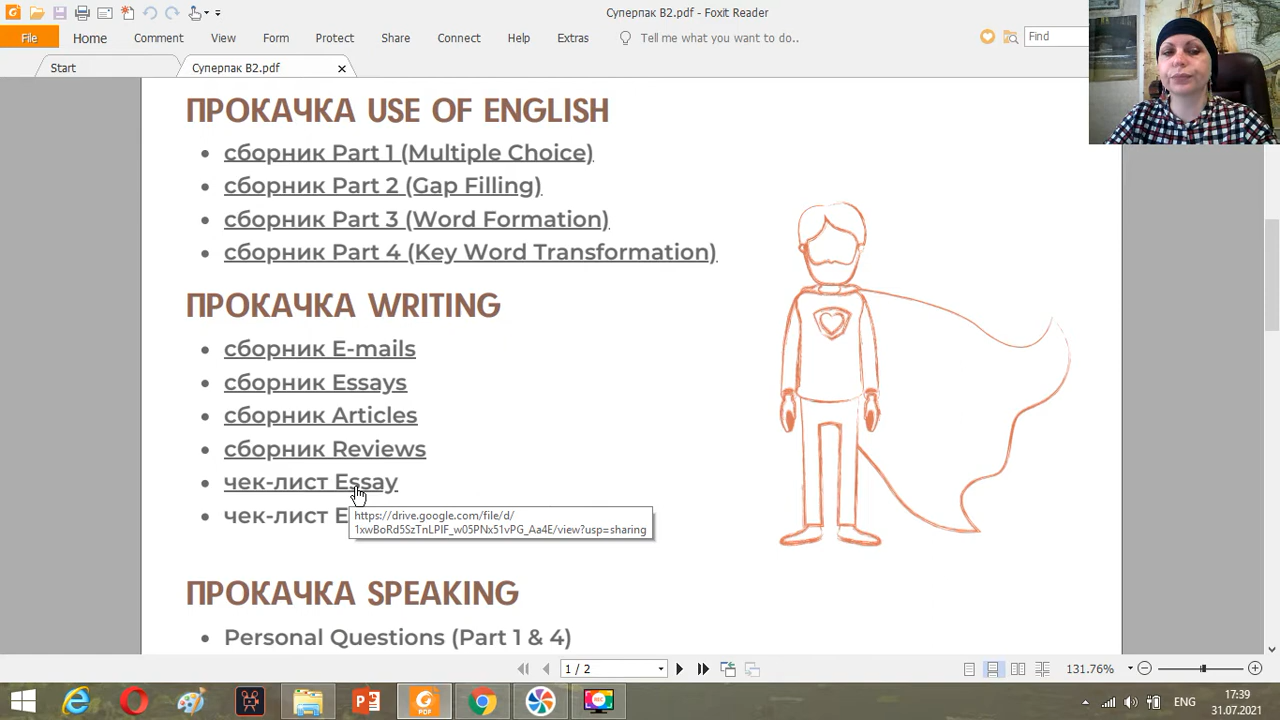 Суперпак B2.pdf - Foxit Reader
File Home Comment View Form Protect Share Connect Help Extras Tell me what you want to do.. Find
Start Суперпак B2.pdf
ПРОКАЧКА USE OF ENGLISH
• сборник Part 1 (Multiple Choice)
• сборник Part 2 (Gap Filling)
• сборник Part 3 (Word Formation)
• сборник Part 4 (Key Word Transformation)
ПРОКАЧКА WRITING
• сборник E-mails
• сборник Essays
• сборник Articles
• сборник Reviews
• чек-лист Essay
• чек-лист E
https://drive.google.com/file/d/
1xwBoRd5SzTnLPIF_w05PNx51vPG_Aa4E/view?usp=sharing
ПРОКАЧКА SPEAKING
• Personal Questions (Part 1 & 4)
1 / 2 131.76%
PDF REC ENG 17:39
31.07.2021